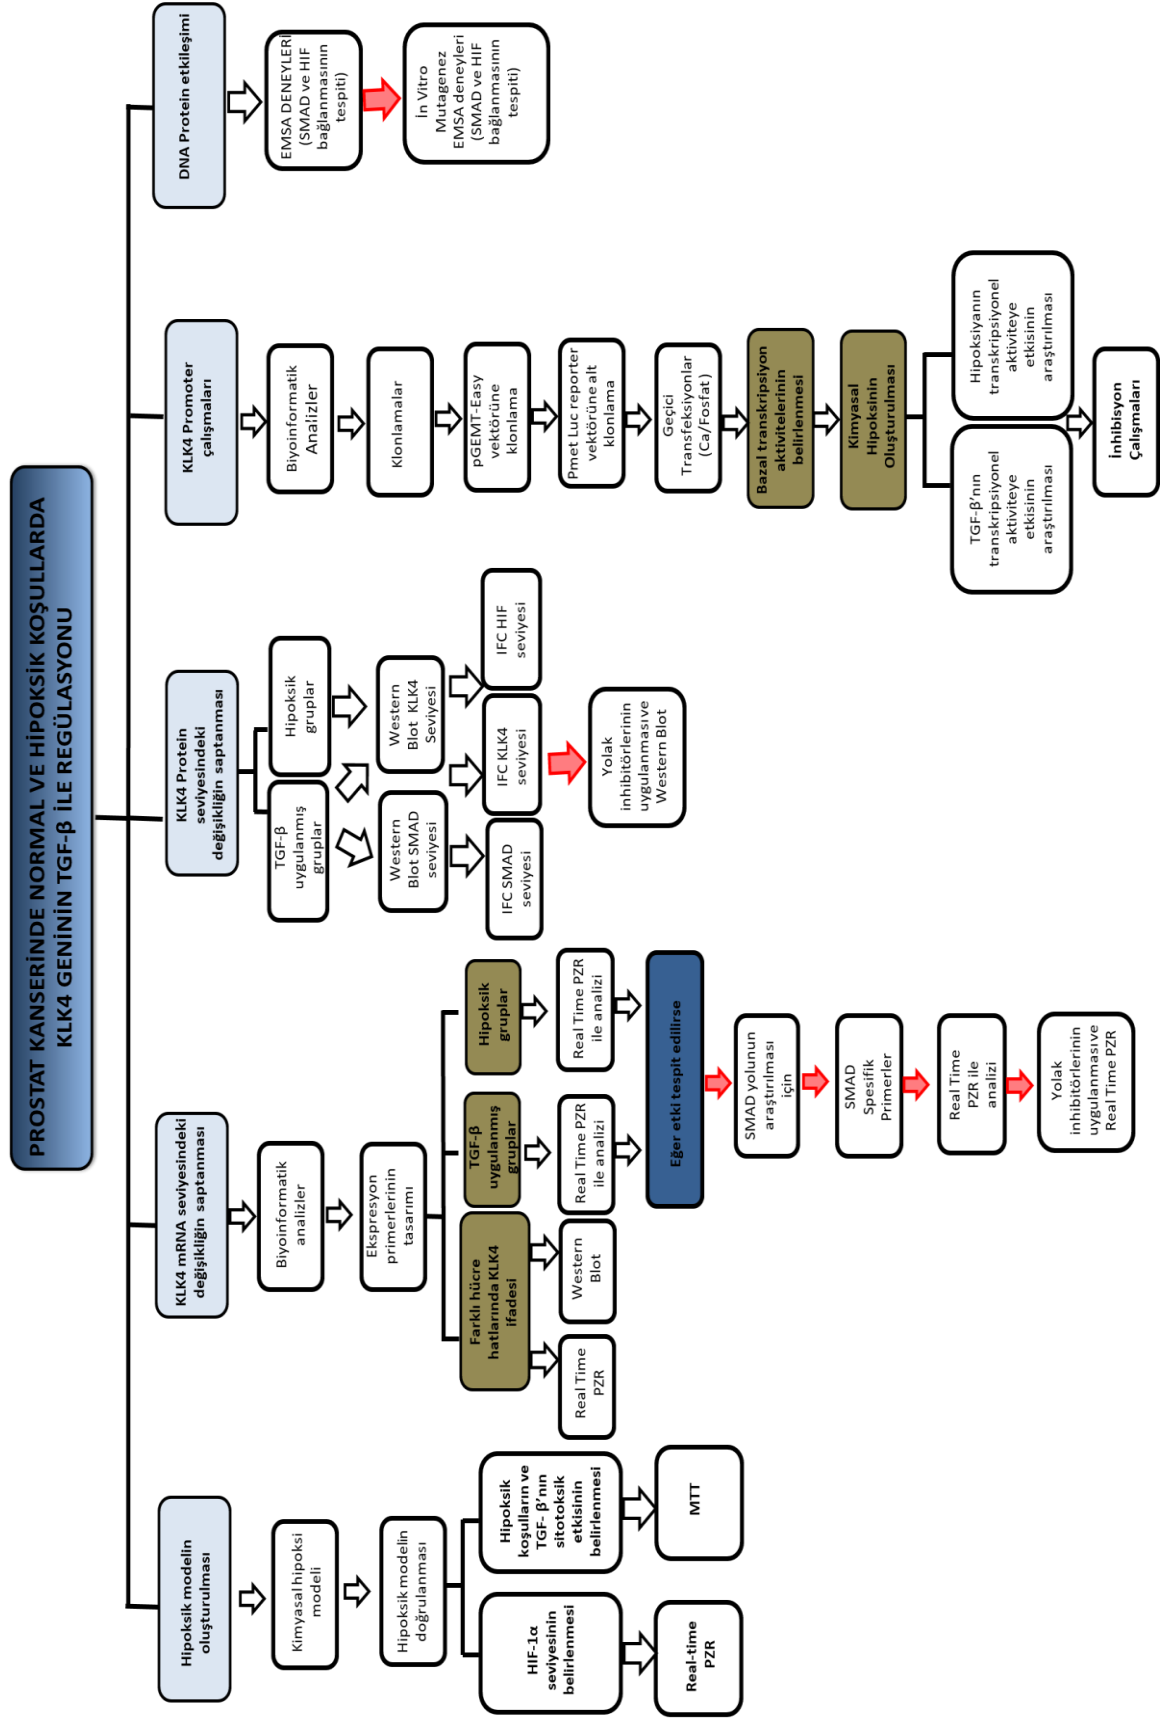 PROSTAT KANSERİNDE NORMAL VE HİPOKSİK KOŞULLARDA
KLK4 GENİNİN TGF-β İLE REGÜLASYONU
Hipoksik modelin
oluşturulması
Kimyasal hipoksi
modeli
Hipoksik modelin
doğrulanması
HIF-1α
seviyesinin
belirlenmesi
Real-time
PZR
Hipoksik
koşulların ve
TGF- β’nın
sitotoksik
etkisinin
belirlenmesi
MTT
KLK4 mRNA seviyesindeki
değişikliğin saptanması
Biyoinformatik
analizler
Ekspresyon
primerlerinin
tasarımı
Farklı hücre
hatlarında KLK4
ifadesi
Real Time
PZR
Western
Blot
TGF-β
uygulanmış
gruplar
Real Time PZR
ile analizi
Hipoksik
gruplar
Real Time PZR
ile analizi
Eğer etki tespit edilirse
SMAD yolunun
araştırılması
için
SMAD
Spesifik
Primerler
Real Time
PZR ile
analizi
Yolak
inhibitörlerinin
uygulanmasıve
Real Time PZR
KLK4 Protein
seviyesindeki
değişikliğin saptanması
TGF-β
uygulanmış
gruplar
Hipoksik
gruplar
Western
Blot SMAD
seviyesi
Western
Blot KLK4
Seviyesi
IFC SMAD
seviyesi
IFC KLK4
seviyesi
IFC HIF
seviyesi
Yolak
inhibitörlerinin
uygulanmasıve
Western Blot
KLK4 Promoter
çalışmaları
Biyoinformatik
Analizler
Klonlamalar
pGEMT-Easy
vektörüne
klonlama
Pmet Luc reporter
vektörüne alt
klonlama
Geçici
Transfeksiyonlar
(Ca/Fosfat )
Bazal transkripsiyon
aktivitelerinin
belirlenmesi
Kimyasal
Hipoksinin
Oluşturulması
TGF-β’nın
transkripsiyonel
aktiviteye
etkisinin
araştırılması
Hipoksiyanın
transkripsiyonel
aktiviteye
etkisinin
araştırılması
İnhibisyon
Çalışmaları
DNA Protein etkileşimi
EMSA DENEYLERİ
(SMAD ve HIF
bağlanmasının
tespiti)
İn Vitro
Mutagenez
EMSA deneyleri
(SMAD ve HIF
bağlanmasının
tespiti)